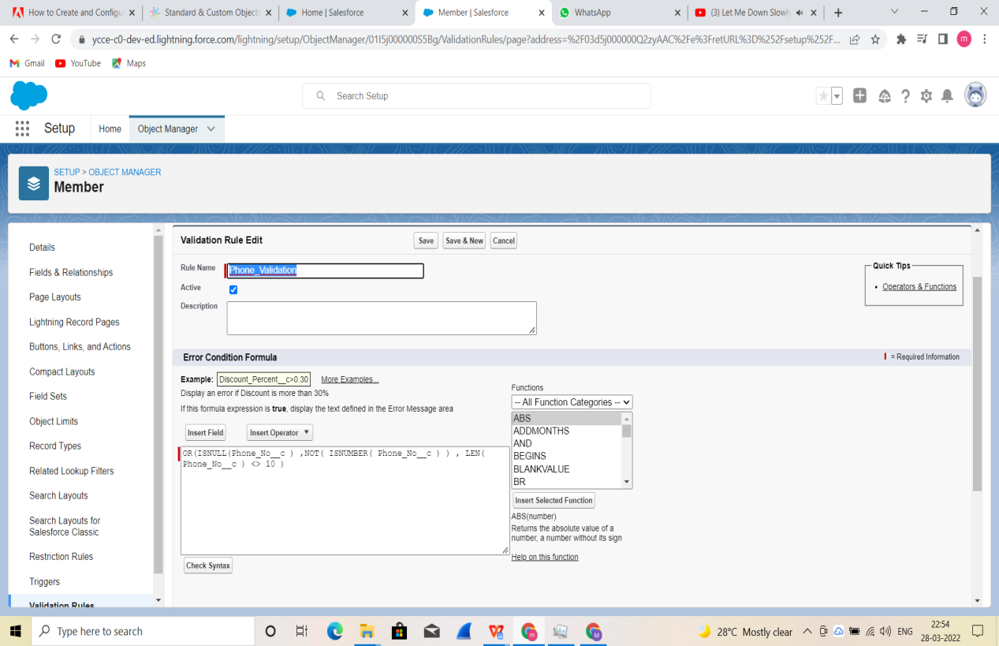 How to Create and Configu
Standard & Custom Objects
Home | Salesforce
Member | Salesforce
WhatsApp
(3) Let Me Down Slowly
ycce-c0-dev-ed.lightning.force.com/lightning/setup/ObjectManager/01I5j000000S5Bg/ValidationRules/page?address=%2F03d5j000000Q2zyAAC%2Fe%3FretURL%3D%252Fsetup%252F...
m
Gmail
YouTube
Maps
Search Setup
Setup
Home
Object Manager
SETUP > OBJECT MANAGER
Member
Details
Fields & Relationships
Page Layouts
Lightning Record Pages
Buttons, Links, and Actions
Compact Layouts
Field Sets
Object Limits
Record Types
Related Lookup Filters
Search Layouts
Search Layouts for
Salesforce Classic
Restriction Rules
Triggers
Validation Rules
Validation Rule Edit
Save
Save & New
Cancel
Rule Name
Phone_Validation
Active
Description
Quick Tips
• Operators & Functions
Error Condition Formula
= Required Information
Example: Discount_Percent__c>0.30 More Examples...
Display an error if Discount is more than 30%
If this formula expression is true, display the text defined in the Error Message area
Insert Field
Insert Operator
OR(ISNULL(Phone_No__c ) ,NOT( ISNUMBER( Phone_No__c ) ) , LEN(
Phone_No__c ) <> 10 )
Check Syntax
Functions
-- All Function Categories --
ABS
ADDMONTHS
AND
BEGINS
BLANKVALUE
BR
Insert Selected Function
ABS(number)
Returns the absolute value of a
number, a number without its sign
Help on this function
Type here to search
28°C Mostly clear
ENG
22:54
28-03-2022